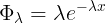 Φ_λ = λe^{-λx}